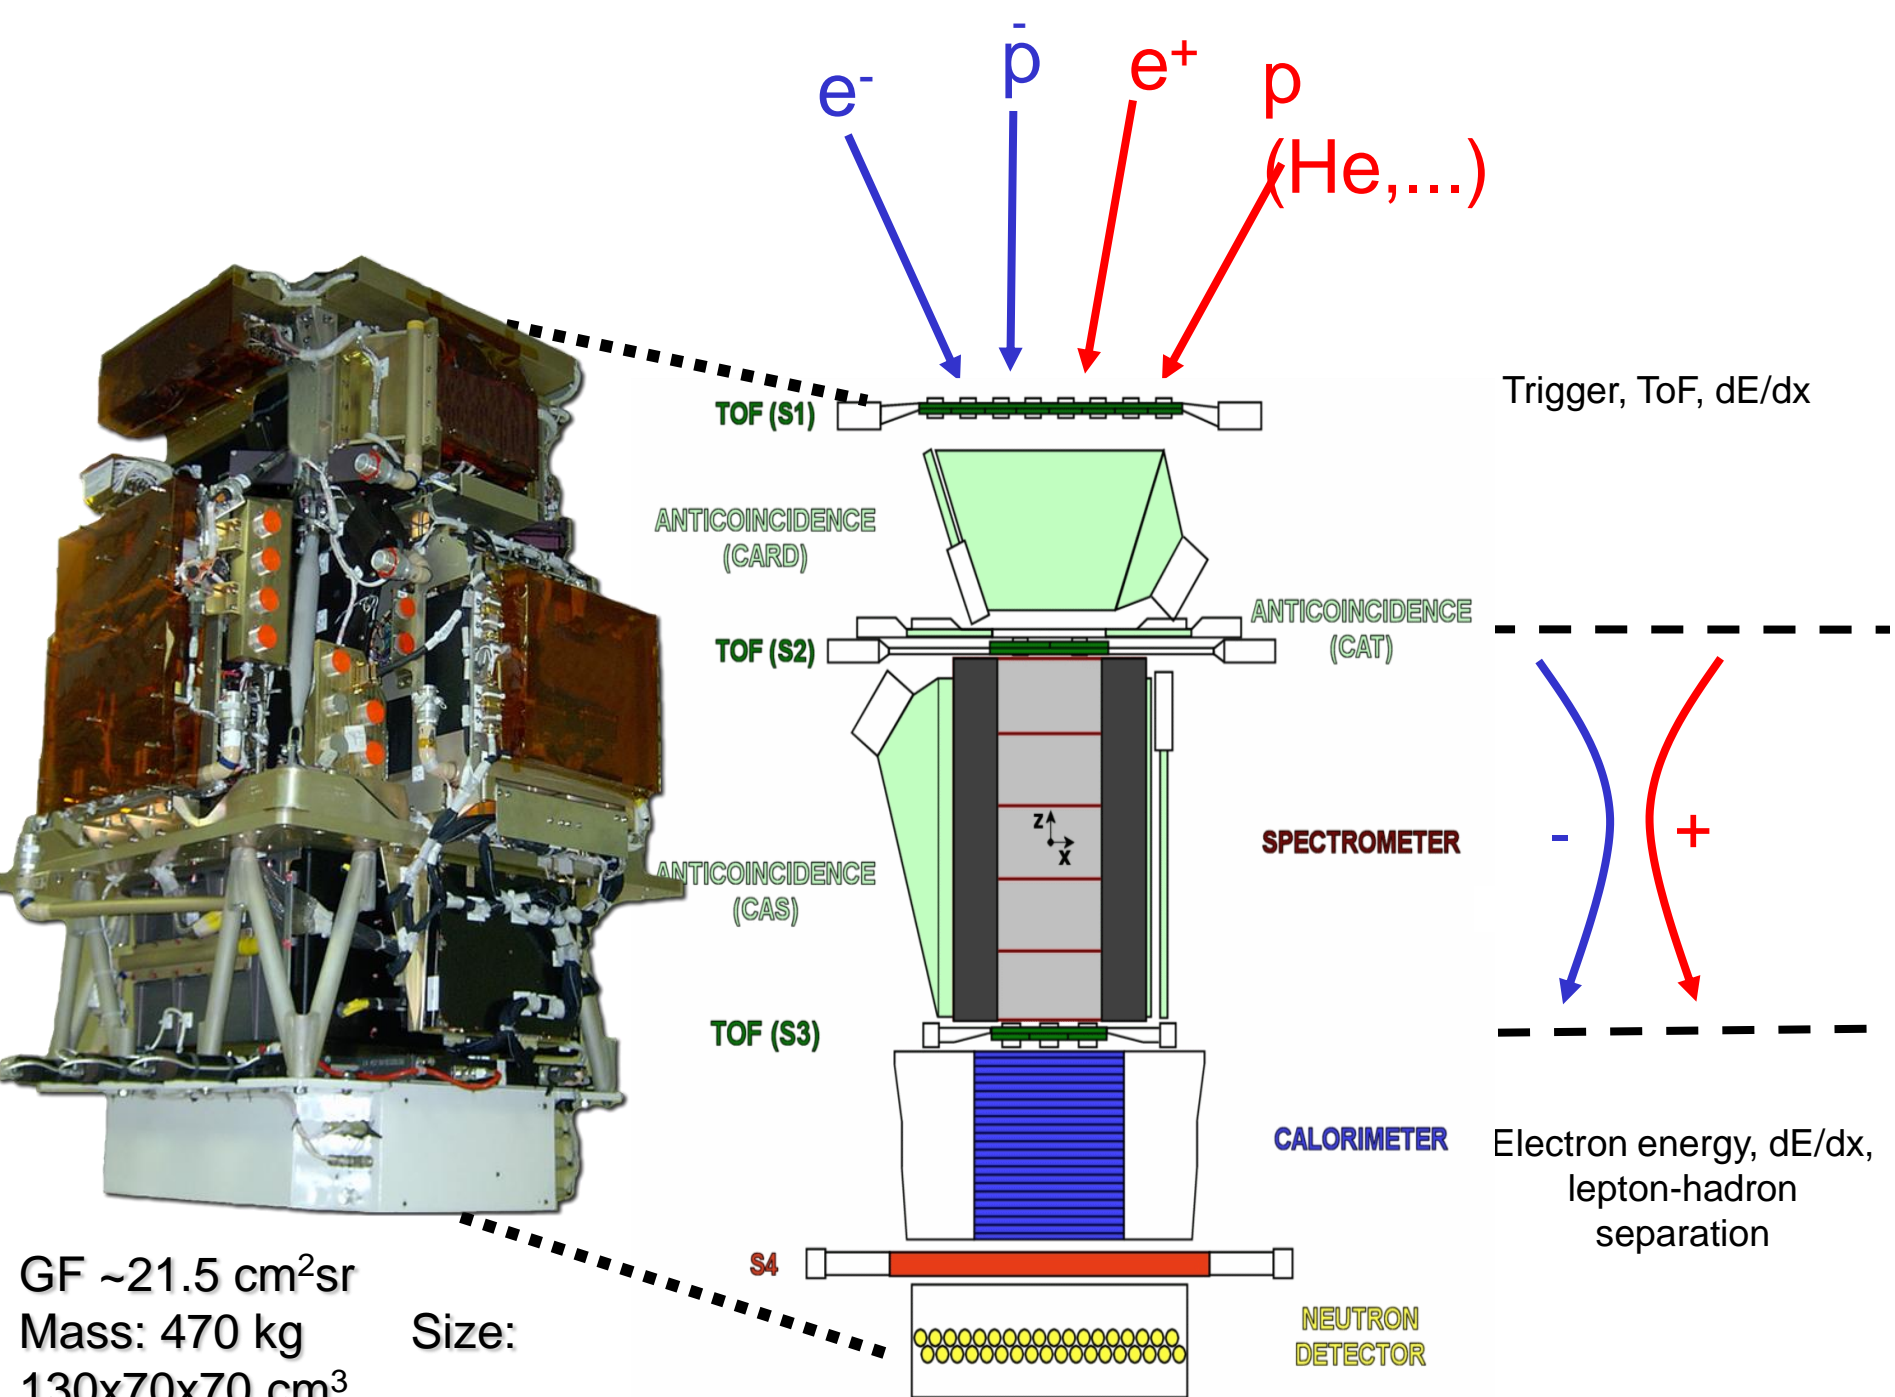 e⁻
p̄
e⁺
p
(He,...)
TOF (S1)
Trigger, ToF, dE/dx
ANTICOINCIDENCE
(CARD)
ANTICOINCIDENCE
(CAT)
TOF (S2)
z
x
SPECTROMETER
-
+
ANTICOINCIDENCE
(CAS)
TOF (S3)
CALORIMETER
Electron energy, dE/dx,
lepton-hadron
separation
S4
GF ~21.5 cm²sr
Mass: 470 kg Size:
130x70x70 cm³
NEUTRON
DETECTOR